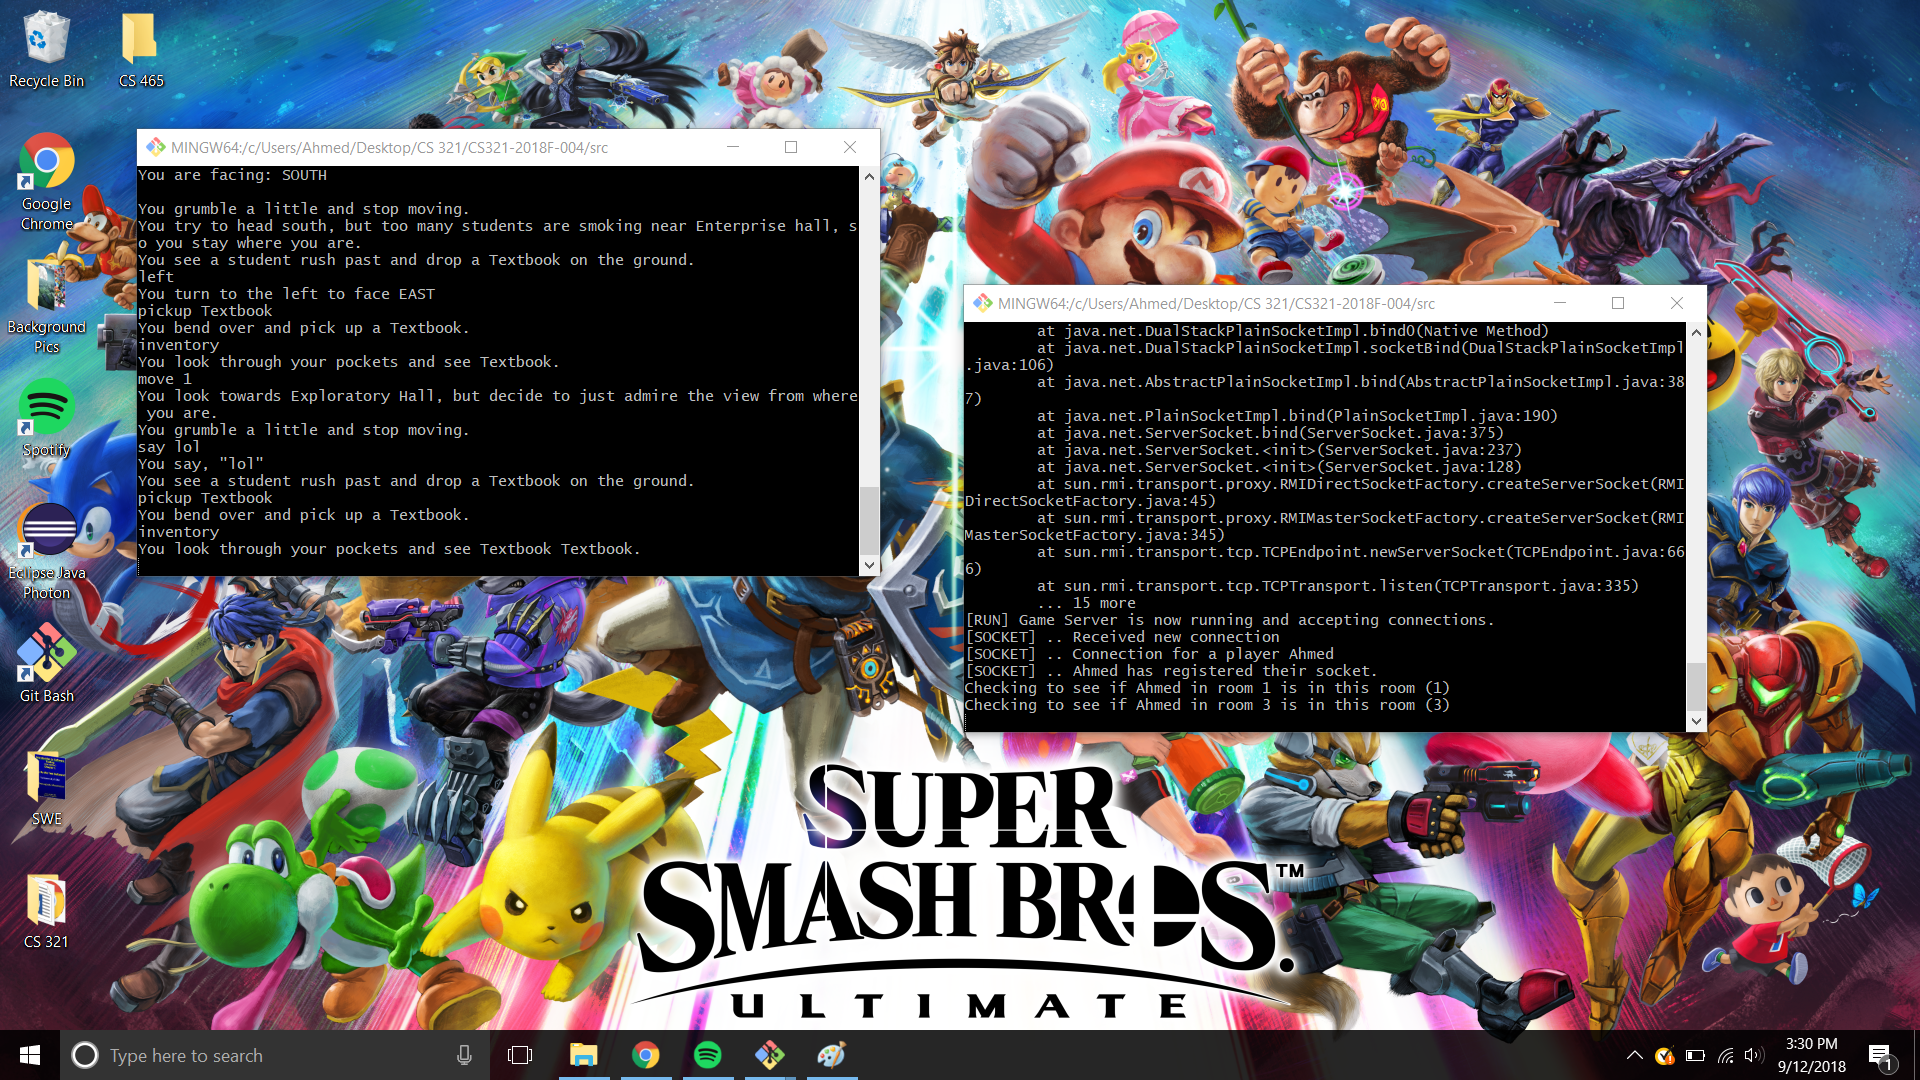 Recycle Bin
CS 465
Google
Chrome
Background
Pics
Spotify
Eclipse Java
Photon
Git Bash
SWE
CS 321
MINGW64:/c/Users/Ahmed/Desktop/CS 321/CS321-2018F-004/src
You are facing: SOUTH
You grumble a little and stop moving.
You try to head south, but too many students are smoking near Enterprise hall, s
o you stay where you are.
You see a student rush past and drop a Textbook on the ground.
left
You turn to the left to face EAST
pickup Textbook
You bend over and pick up a Textbook.
inventory
You look through your pockets and see Textbook.
move 1
You look towards Exploratory Hall, but decide to just admire the view from where
 you are.
You grumble a little and stop moving.
say lol
You say, "lol"
You see a student rush past and drop a Textbook on the ground.
pickup Textbook
You bend over and pick up a Textbook.
inventory
You look through your pockets and see Textbook Textbook.
MINGW64:/c/Users/Ahmed/Desktop/CS 321/CS321-2018F-004/src
at java.net.DualStackPlainSocketImpl.bind0(Native Method)
at java.net.DualStackPlainSocketImpl.socketBind(DualStackPlainSocketImpl
.java:106)
at java.net.AbstractPlainSocketImpl.bind(AbstractPlainSocketImpl.java:38
7)
at java.net.PlainSocketImpl.bind(PlainSocketImpl.java:190)
at java.net.ServerSocket.bind(ServerSocket.java:375)
at java.net.ServerSocket.<init>(ServerSocket.java:237)
at java.net.ServerSocket.<init>(ServerSocket.java:128)
at sun.rmi.transport.proxy.RMIDirectSocketFactory.createServerSocket(RMI
DirectSocketFactory.java:45)
at sun.rmi.transport.proxy.RMIMasterSocketFactory.createServerSocket(RMI
MasterSocketFactory.java:345)
at sun.rmi.transport.tcp.TCPEndpoint.newServerSocket(TCPEndpoint.java:66
6)
at sun.rmi.transport.tcp.TCPTransport.listen(TCPTransport.java:335)
... 15 more
[RUN] Game Server is now running and accepting connections.
[SOCKET] .. Received new connection
[SOCKET] .. Connection for a player Ahmed
[SOCKET] .. Ahmed has registered their socket.
Checking to see if Ahmed in room 1 is in this room (1)
Checking to see if Ahmed in room 3 is in this room (3)
DK
M
SUPER
SMASH BROS.™
ULTIMATE
Type here to search
3:30 PM
9/12/2018
1